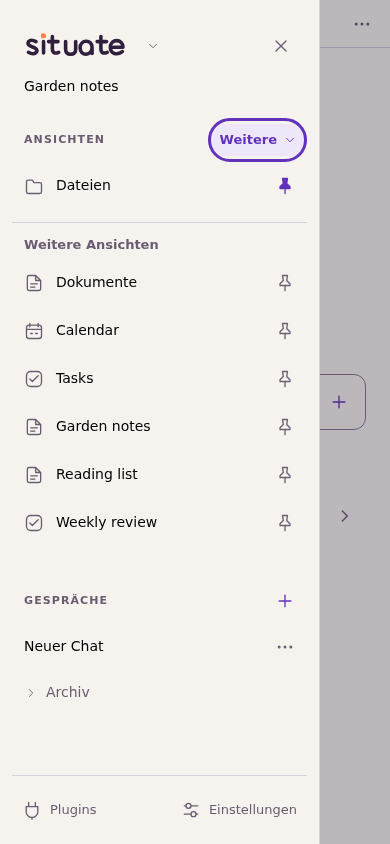 situate
Garden notes
ANSICHTEN
Weitere
Dateien
Weitere Ansichten
Dokumente
Calendar
Tasks
Garden notes
Reading list
Weekly review
GESPRÄCHE
Neuer Chat
Archiv
Plugins
Einstellungen